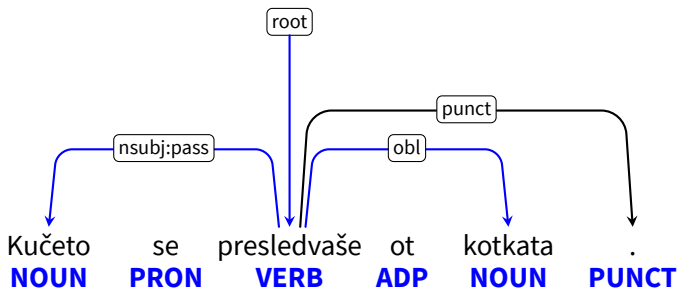 root
punct
nsubj:pass obl
Kučeto se presledvaše ot kotkata .
NOUN PRON VERB ADP NOUN PUNCT